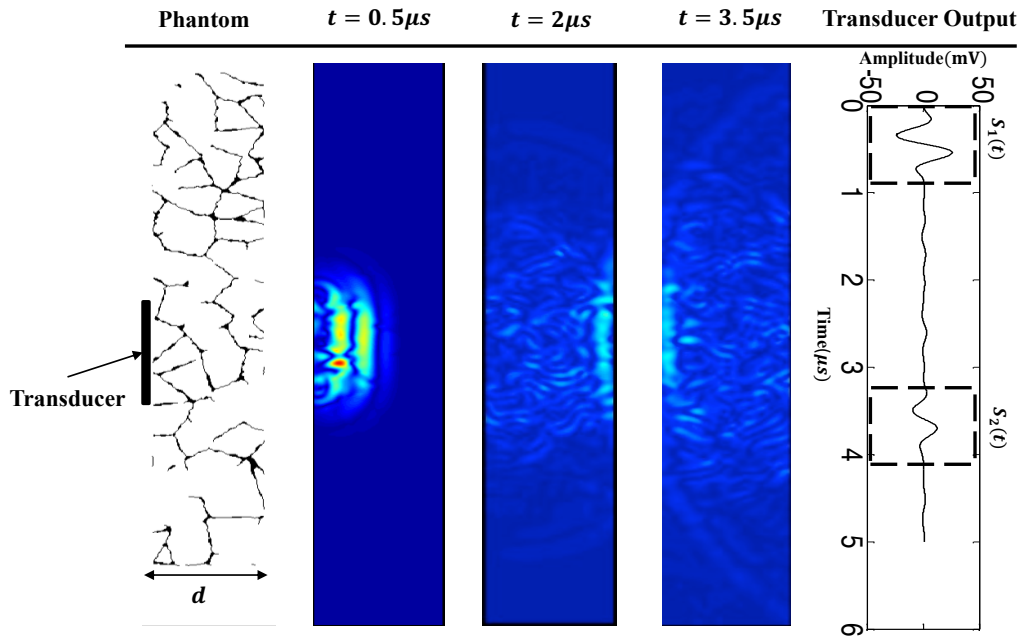 Phantom
t = 0.5μs
t = 2μs
t = 3.5μs
Transducer Output
Amplitude(mV)
-50
0
50
0
1
2
3
4
5
6
Time(μs)
S₁(t)
S₂(t)
Transducer
d